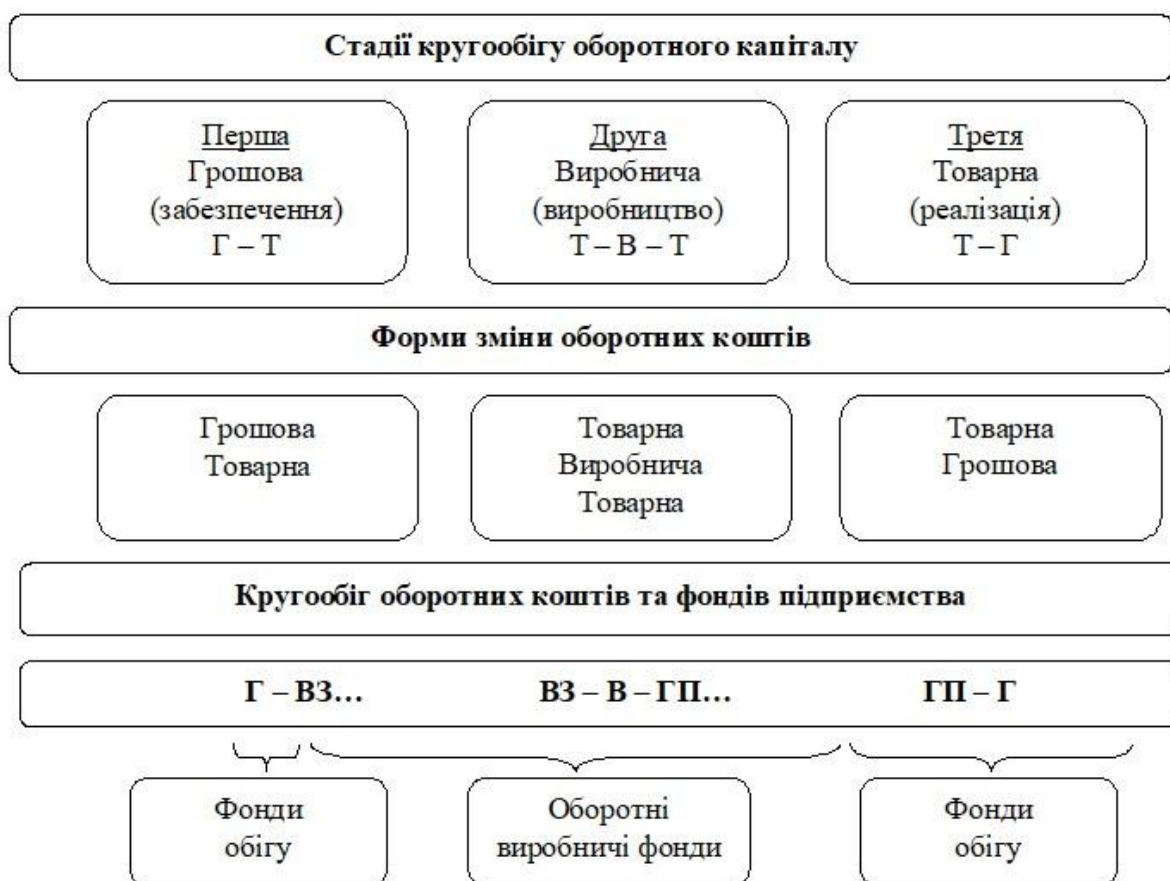 Стадії кругообігу оборотного капіталу
Перша
Грошова
(забезпечення)
Г – Т
Друга
Виробнича
(виробництво)
Т – В – Т
Третя
Товарна
(реалізація)
Т – Г
Форми зміни оборотних коштів
Грошова
Товарна
Товарна
Виробнича
Товарна
Товарна
Грошова
Кругообіг оборотних коштів та фондів підприємства
Г – ВЗ...
ВЗ – В – ГП...
ГП – Г
Фонди
обігу
Оборотні
виробничі фонди
Фонди
обігу